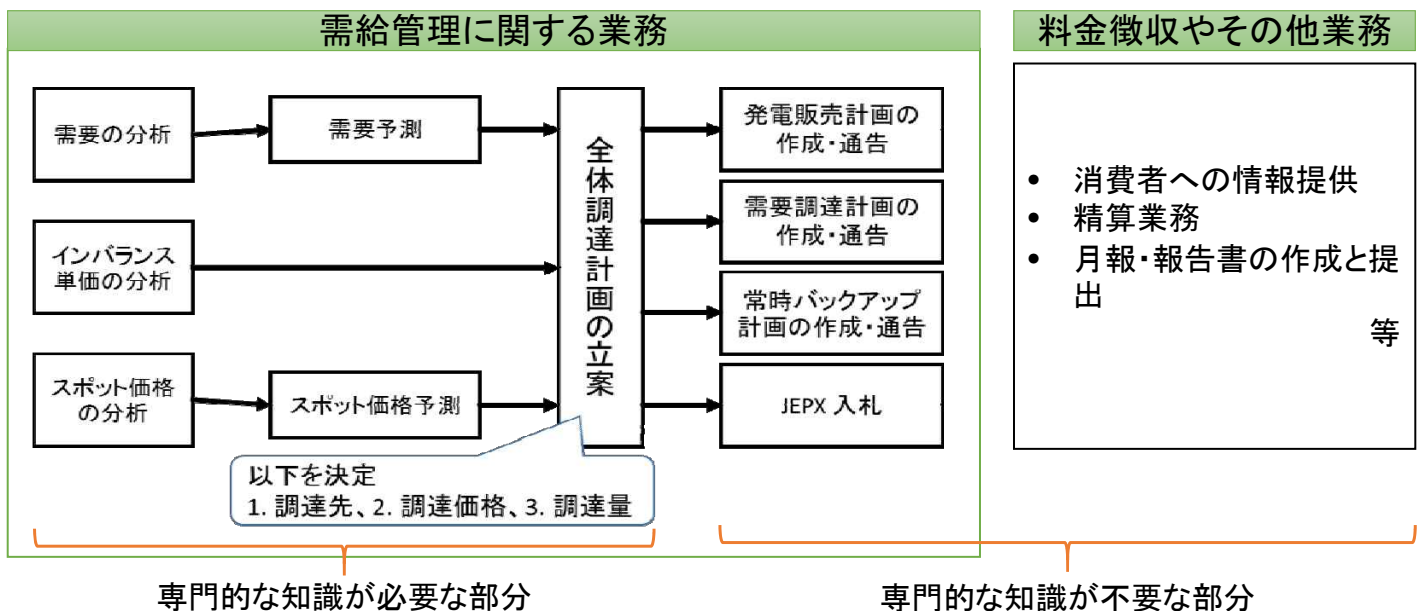 需給管理に関する業務
料金徴収やその他業務
需要の分析
需要予測
インバランス
単価の分析
スポット価格
の分析
スポット価格予測
全体調達計画の立案
発電販売計画の
作成・通告
需要調達計画の
作成・通告
常時バックアップ
計画の作成・通告
JEPX 入札
以下を決定
1. 調達先、2. 調達価格、3. 調達量
• 消費者への情報提供
• 精算業務
• 月報・報告書の作成と提
出
等
専門的な知識が必要な部分
専門的な知識が不要な部分